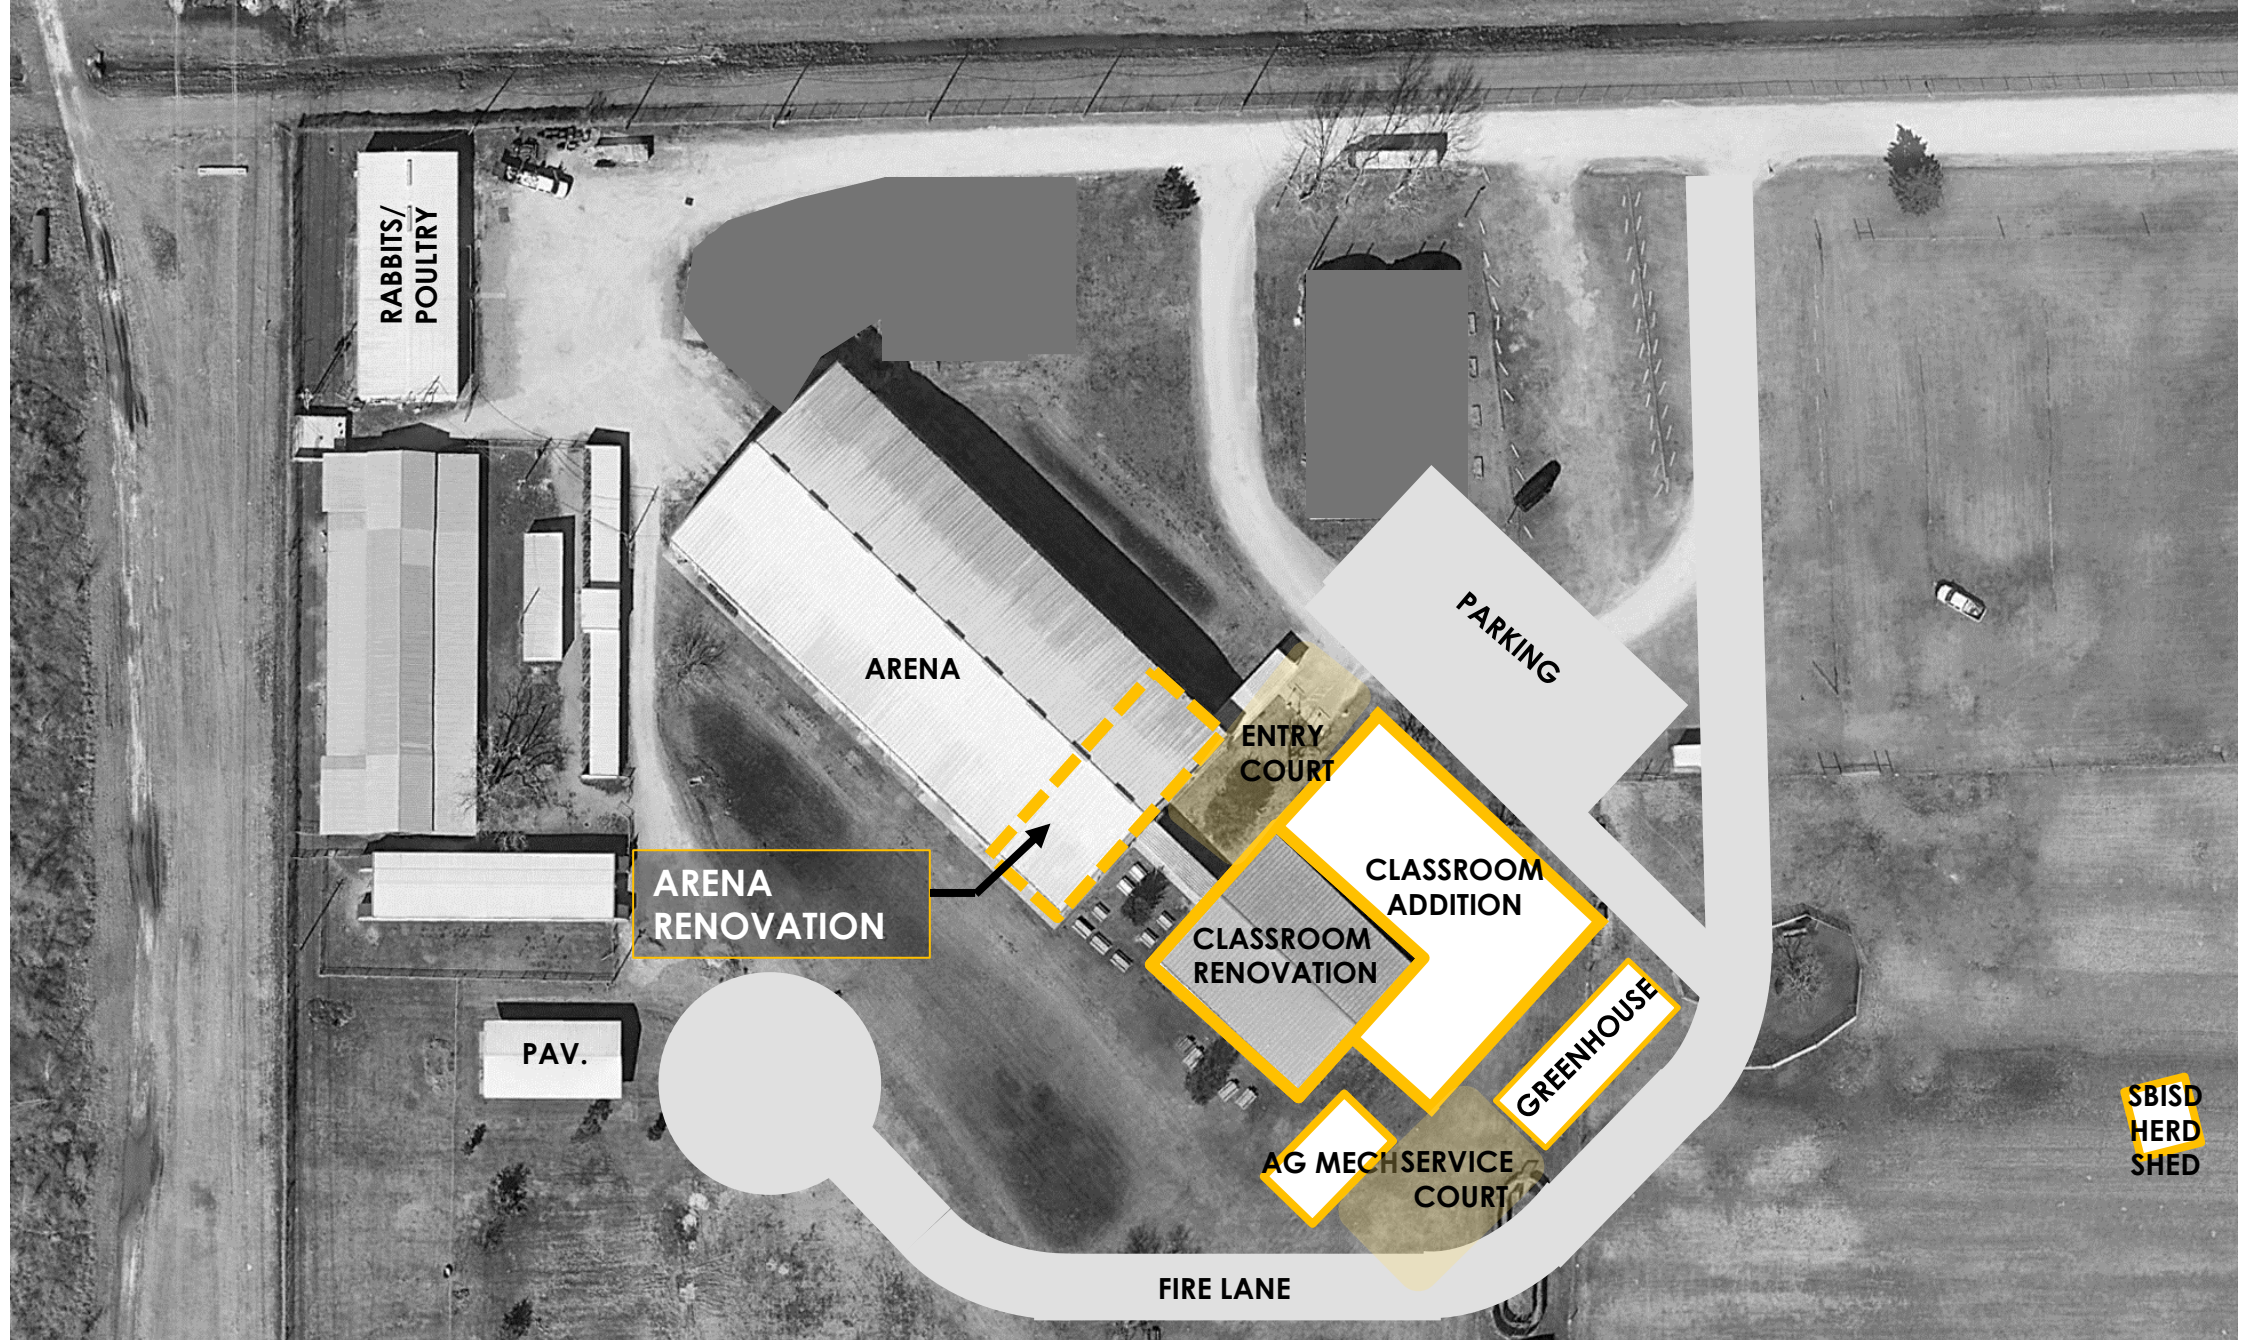 RABBITS/
POULTRY
PARKING
ARENA
ENTRY
COURT
CLASSROOM
ADDITION
ARENA
RENOVATION
CLASSROOM
RENOVATION
GREENHOUSE
PAV.
SBISD
HERD
SHED
AG MECH
SERVICE
COURT
FIRE LANE